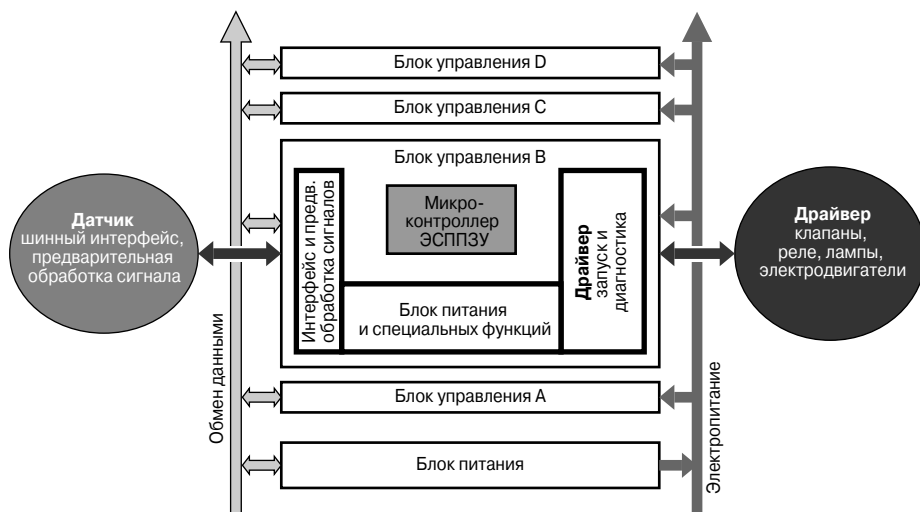 Блок управления D
Блок управления C
Блок управления B
Датчик
шинный интерфейс,
предварительная
обработка сигнала
Интерфейс и предв.
обработка сигналов
Микро-
контроллер
ЭСППЗУ
Драйвер
запуск и
диагностика
Драйвер
клапаны,
реле, лампы,
электродвигатели
Блок питания
и специальных функций
Блок управления A
Блок питания
Обмен данными
Электропитание